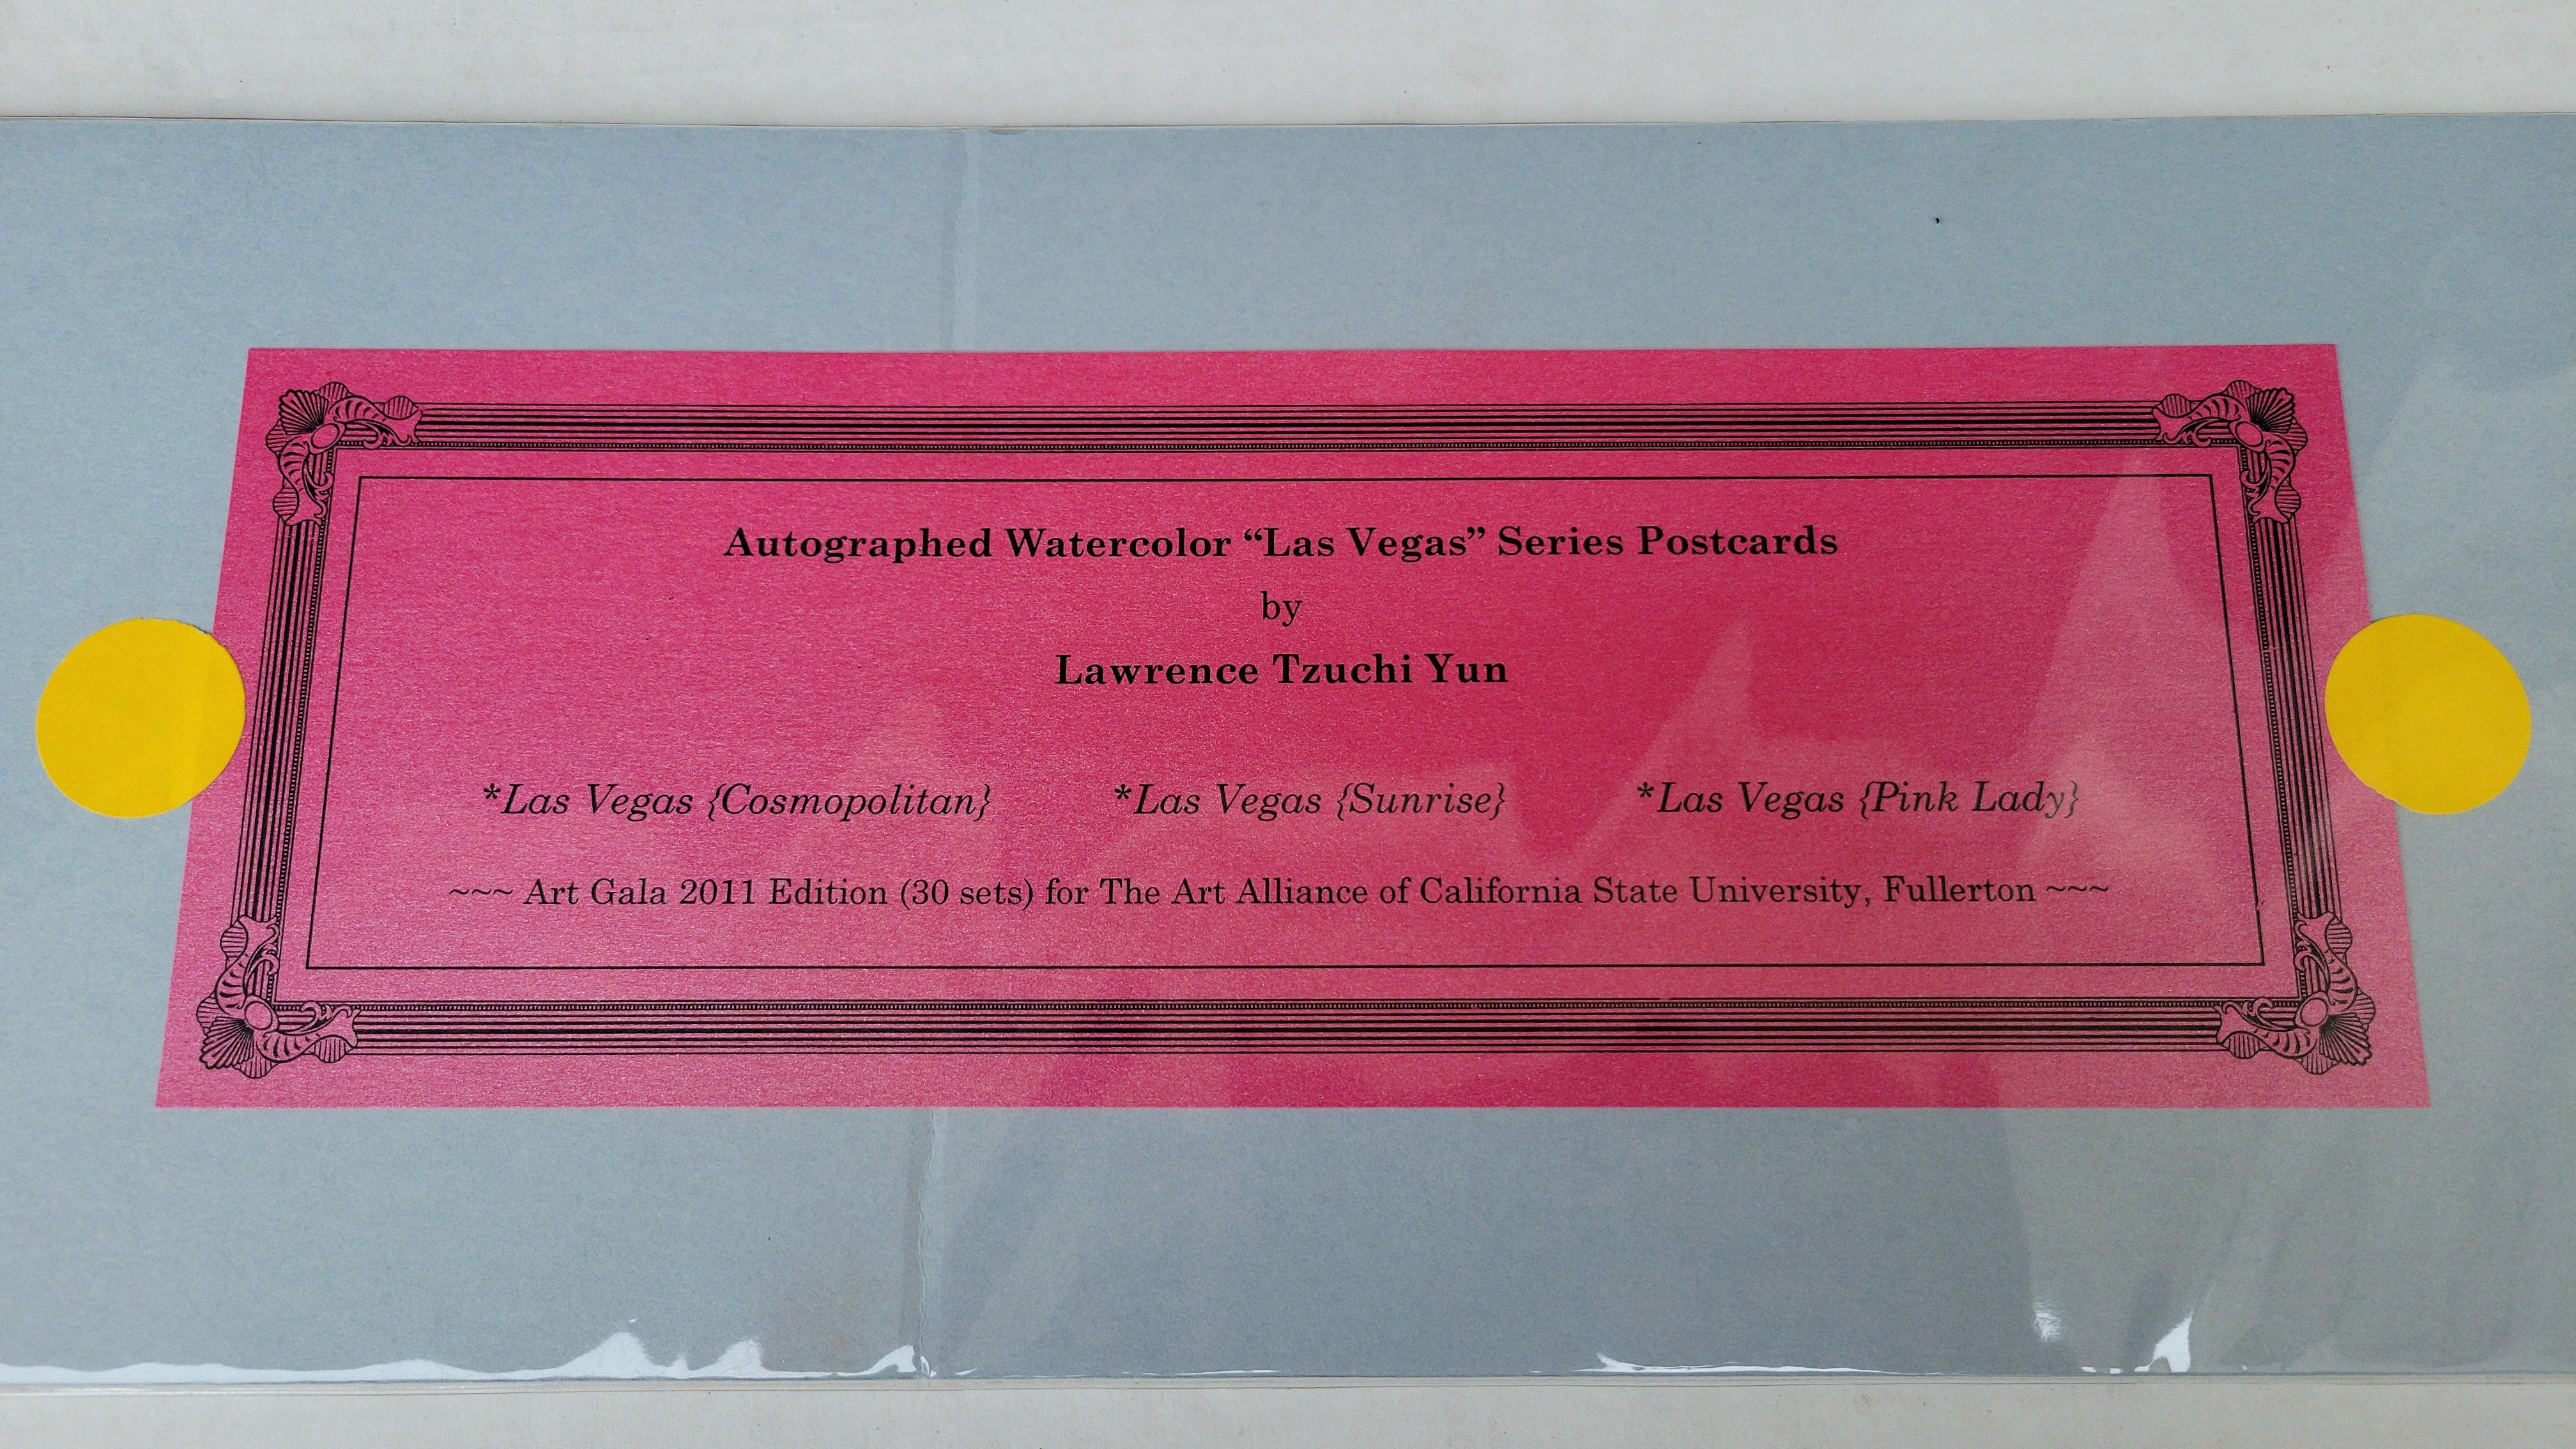 Autographed Watercolor “Las Vegas” Series Postcards
by
Lawrence Tzuchi Yun
*Las Vegas {Cosmopolitan} *Las Vegas {Sunrise} *Las Vegas {Pink Lady}
~~~ Art Gala 2011 Edition (30 sets) for The Art Alliance of California State University, Fullerton ~~~